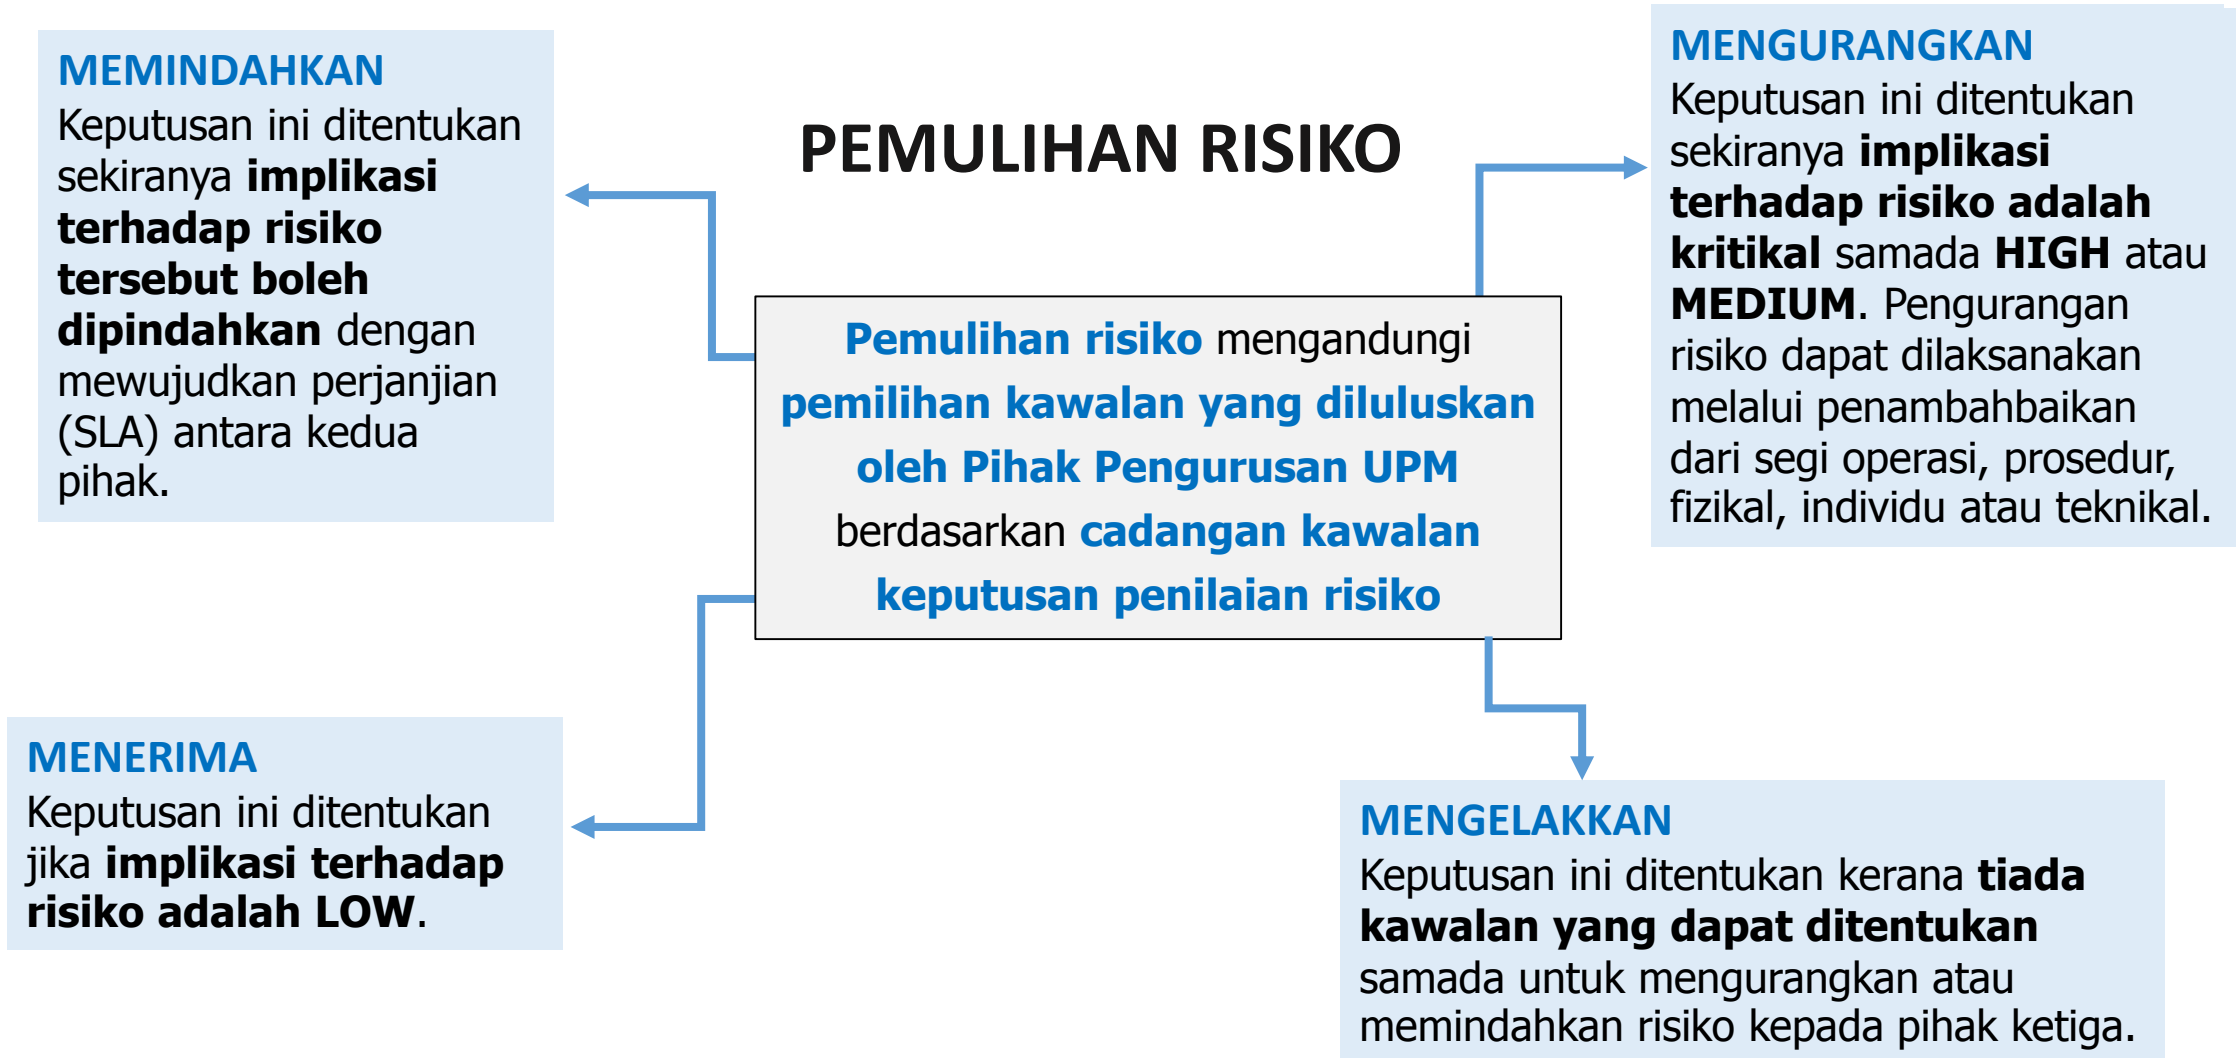 PEMULIHAN RISIKO
MEMINDAHKAN
Keputusan ini ditentukan
sekiranya implikasi
terhadap risiko
tersebut boleh
dipindahkan dengan
mewujudkan perjanjian
(SLA) antara kedua
pihak.
MENGURANGKAN
Keputusan ini ditentukan
sekiranya implikasi
terhadap risiko adalah
kritikal samada HIGH atau
MEDIUM. Pengurangan
risiko dapat dilaksanakan
melalui penambahbaikan
dari segi operasi, prosedur,
fizikal, individu atau teknikal.
Pemulihan risiko mengandungi
pemilihan kawalan yang diluluskan
oleh Pihak Pengurusan UPM
berdasarkan cadangan kawalan
keputusan penilaian risiko
MENERIMA
Keputusan ini ditentukan
jika implikasi terhadap
risiko adalah LOW.
MENGELAKKAN
Keputusan ini ditentukan kerana tiada
kawalan yang dapat ditentukan
samada untuk mengurangkan atau
memindahkan risiko kepada pihak ketiga.